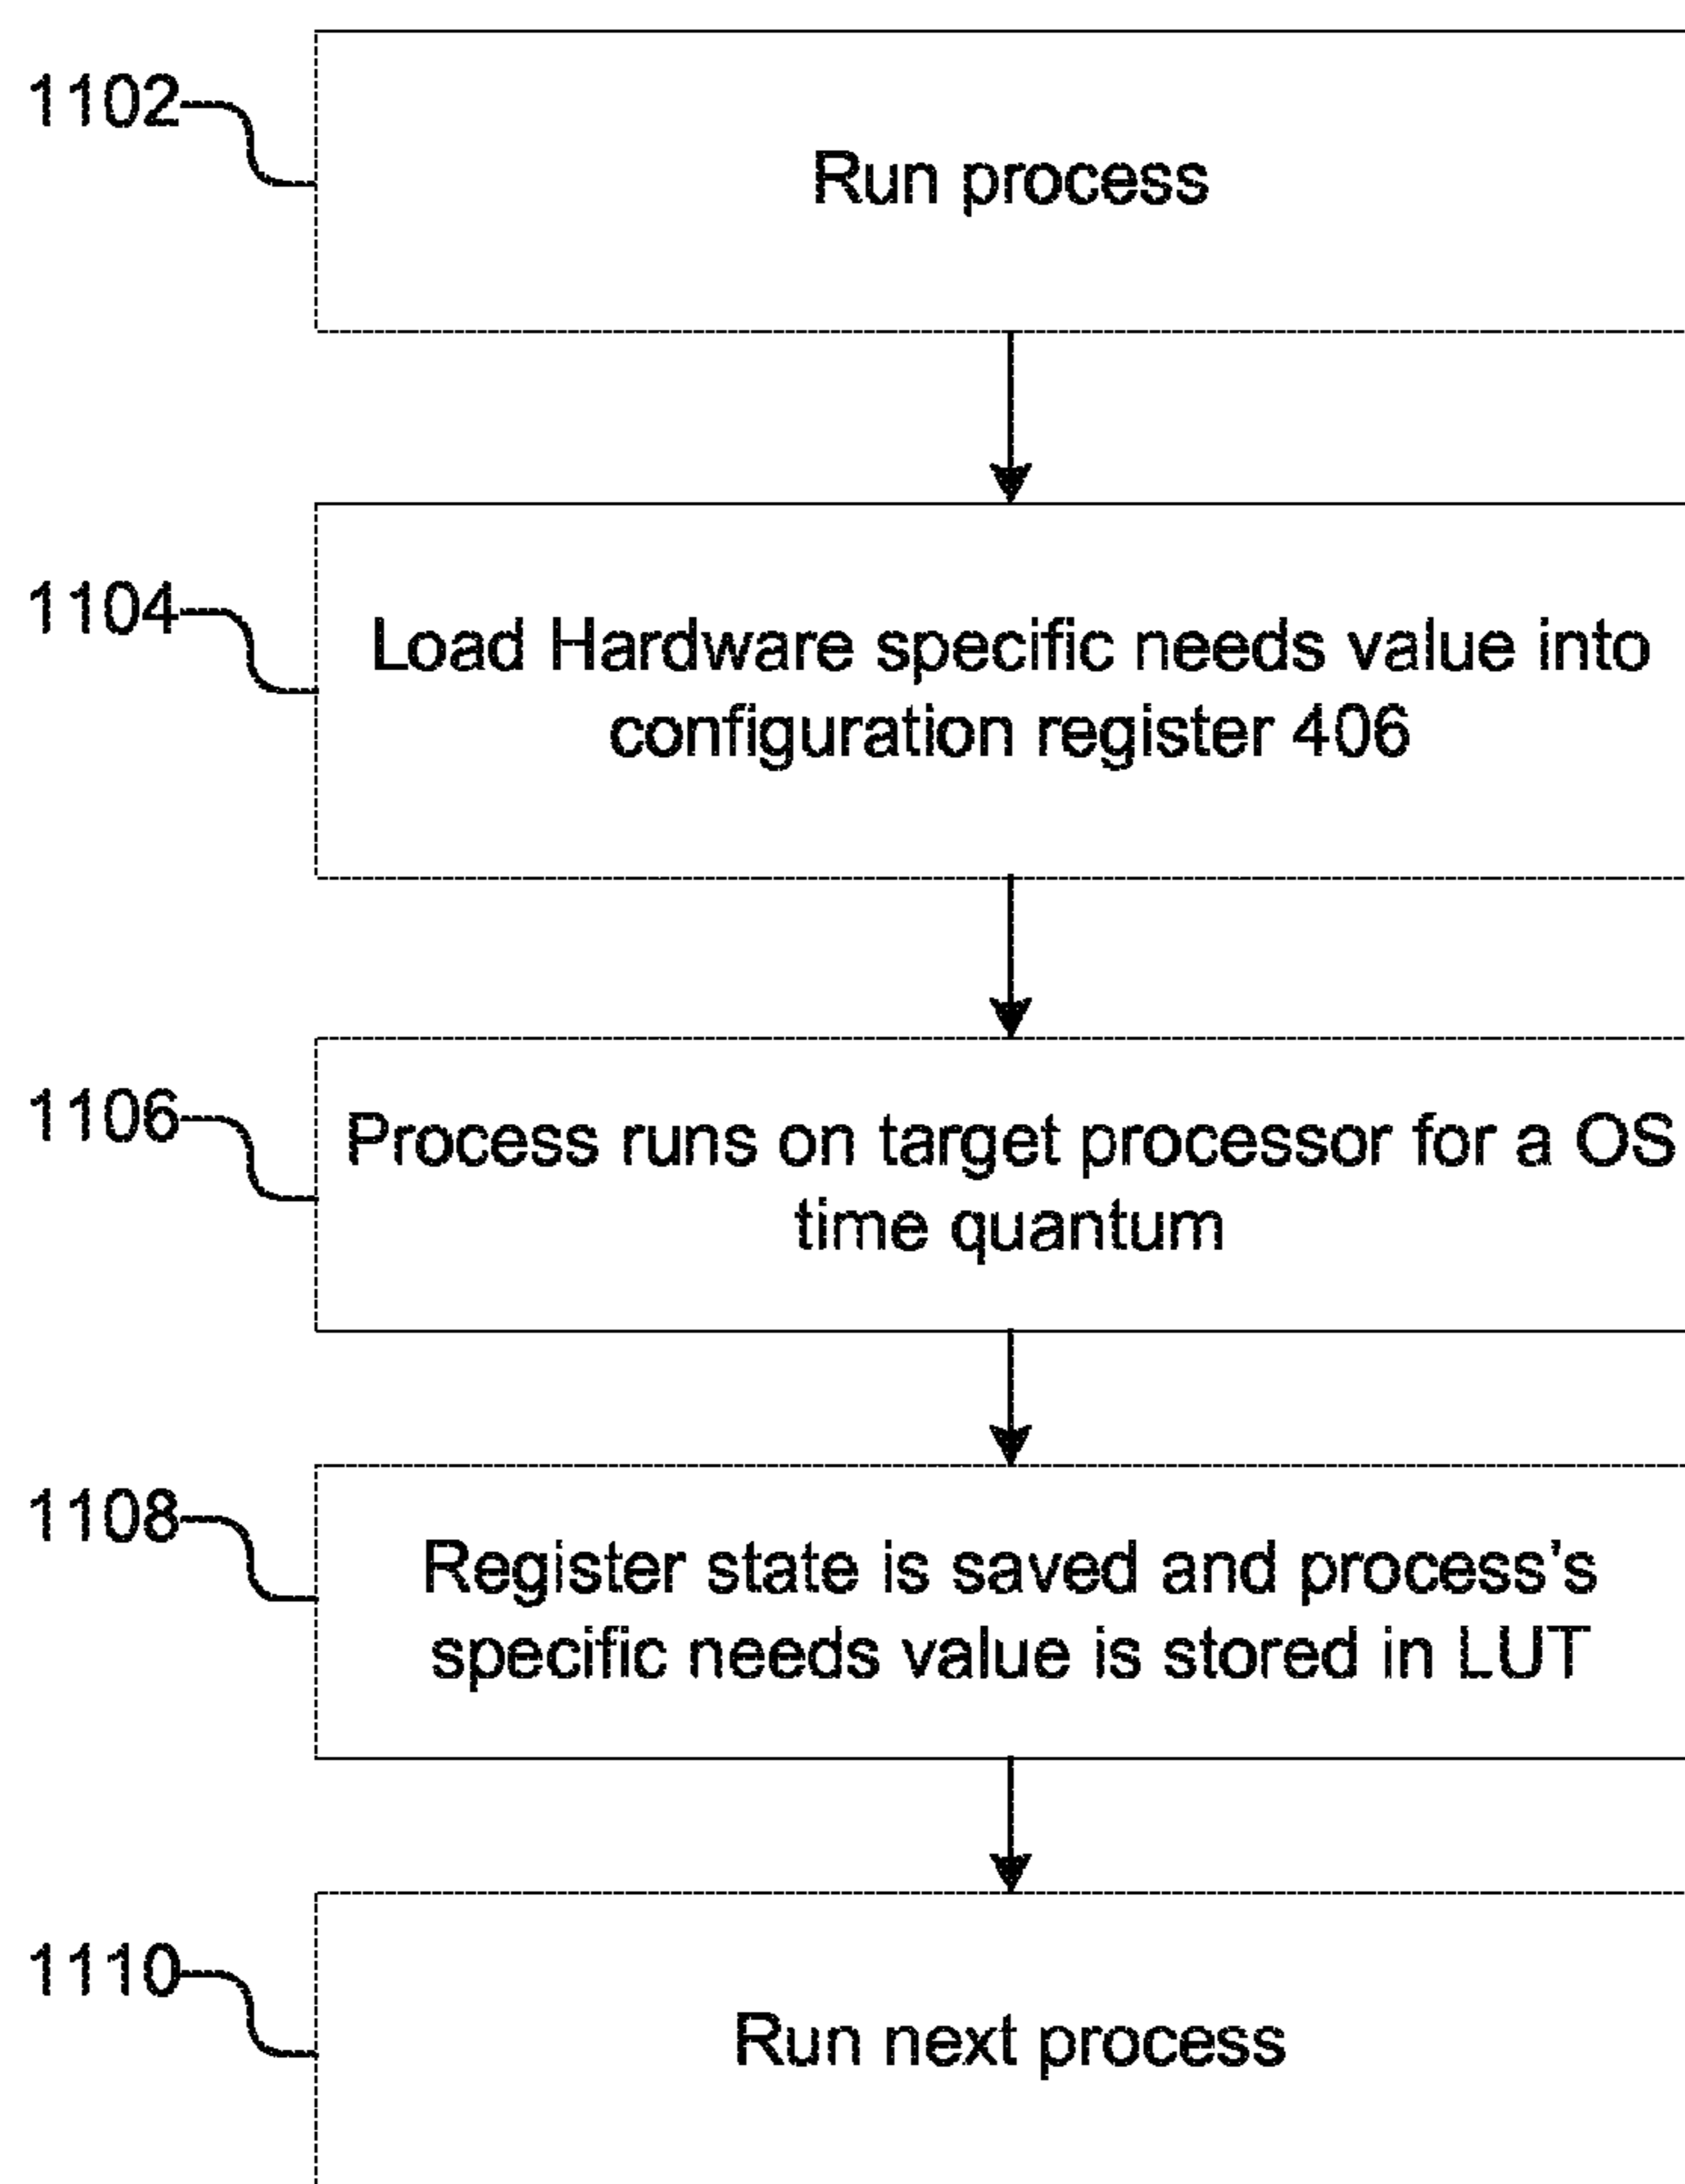 1102
Run process
1104
Load Hardware specific needs value into
configuration register 406
1106
Process runs on target processor for a OS
time quantum
1108
Register state is saved and process's
specific needs value is stored in LUT
1110
Run next process